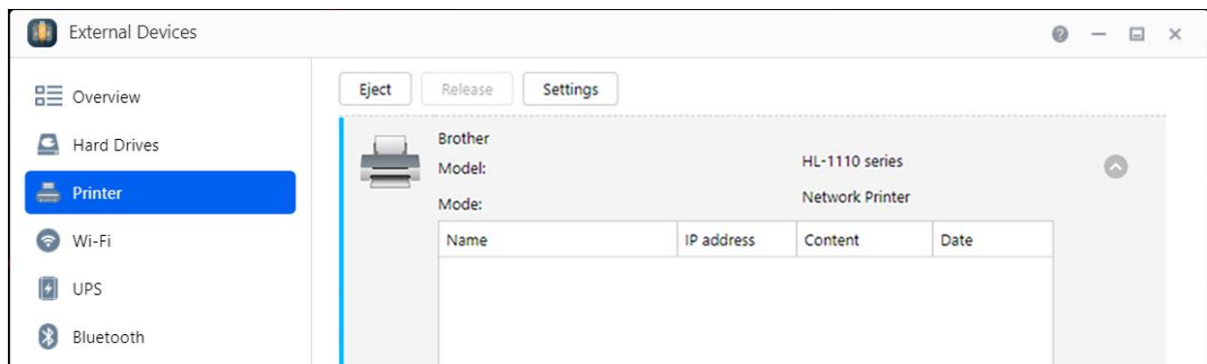 External Devices
Overview
Hard Drives
Printer
Wi-Fi
UPS
Bluetooth
Eject Release Settings
Brother
Model: HL-1110 series
Mode: Network Printer
Name IP address Content Date